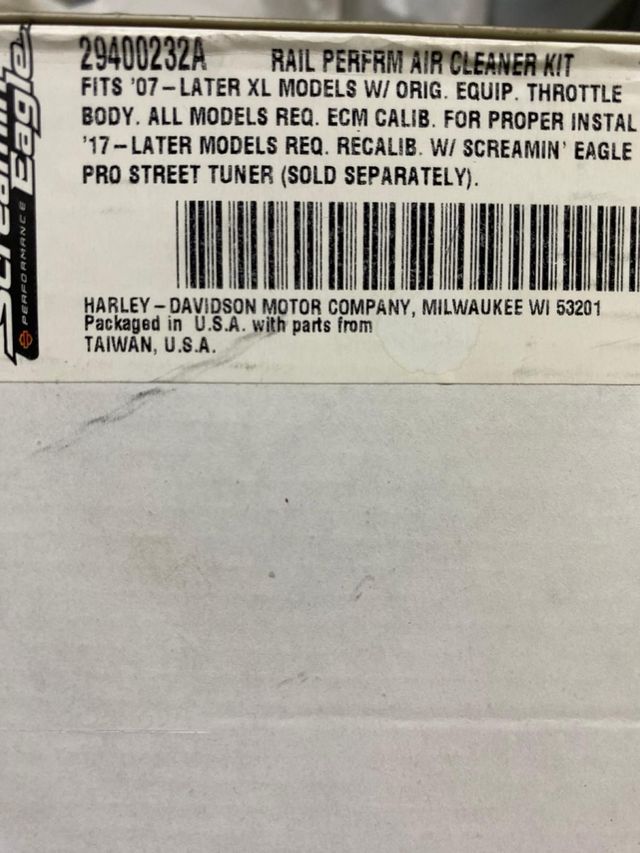 Screamin' Eagle
PERFORMANCE
29400232A RAIL PERFRM AIR CLEANER KIT
FITS '07-LATER XL MODELS W/ ORIG. EQUIP. THROTTLE
BODY. ALL MODELS REQ. ECM CALIB. FOR PROPER INSTAL
'17-LATER MODELS REQ. RECALIB. W/ SCREAMIN' EAGLE
PRO STREET TUNER (SOLD SEPARATELY).
HARLEY-DAVIDSON MOTOR COMPANY, MILWAUKEE WI 53201
Packaged in U.S.A. with parts from
TAIWAN, U.S.A.